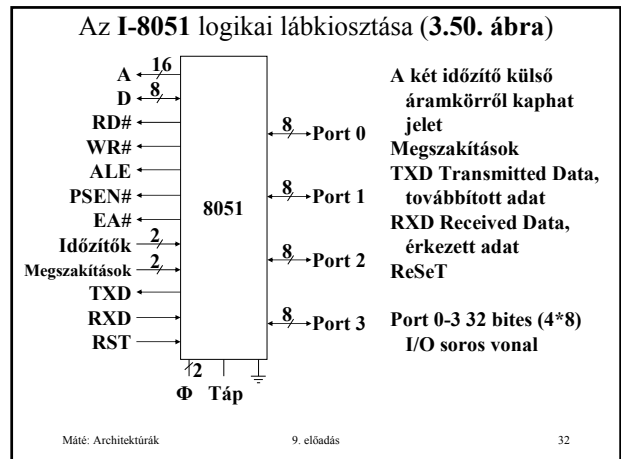 Az I-8051 logikai lábkiosztása (3.50. ábra)
A
16
D
8
RD#
WR#
ALE
PSEN#
EA#
Időzítők
2
Megszakítások
2
TXD
RXD
RST
8051
8
Port 0
8
Port 1
8
Port 2
8
Port 3
2
Φ
Táp
A két időzítő külső
áramkörről kaphat
jelet
Megszakítások
TXD Transmitted Data,
továbbított adat
RXD Received Data,
érkezett adat
ReSeT
Port 0-3 32 bites (4*8)
I/O soros vonal
Máté: Architektúrák
9. előadás
32